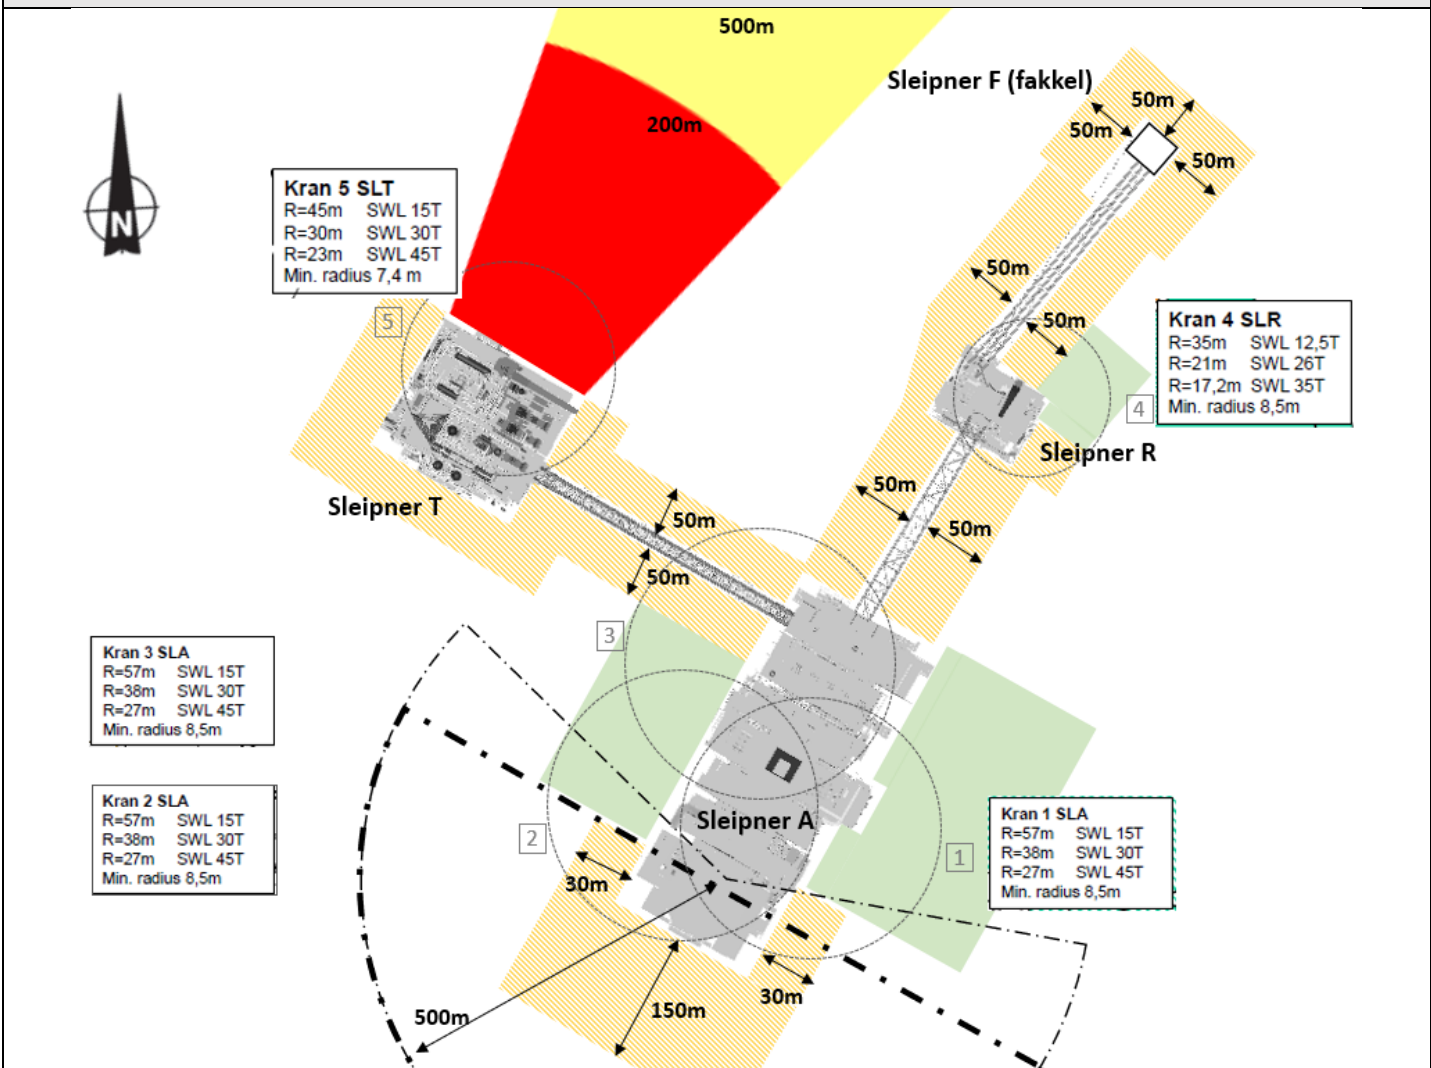 500m
Sleipner F (fakkel)
50m
50m
50m
200m
N
Kran 5 SLT
R=45m SWL 15T
R=30m SWL 30T
R=23m SWL 45T
Min. radius 7,4 m
5
50m
50m
Kran 4 SLR
R=35m SWL 12,5T
R=21m SWL 26T
R=17,2m SWL 35T
Min. radius 8,5m
4
Sleipner R
Sleipner T
50m
50m
50m
50m
3
Kran 3 SLA
R=57m SWL 15T
R=38m SWL 30T
R=27m SWL 45T
Min. radius 8,5m
Kran 2 SLA
R=57m SWL 15T
R=38m SWL 30T
R=27m SWL 45T
Min. radius 8,5m
2
Sleipner A
1
Kran 1 SLA
R=57m SWL 15T
R=38m SWL 30T
R=27m SWL 45T
Min. radius 8,5m
30m
30m
150m
500m